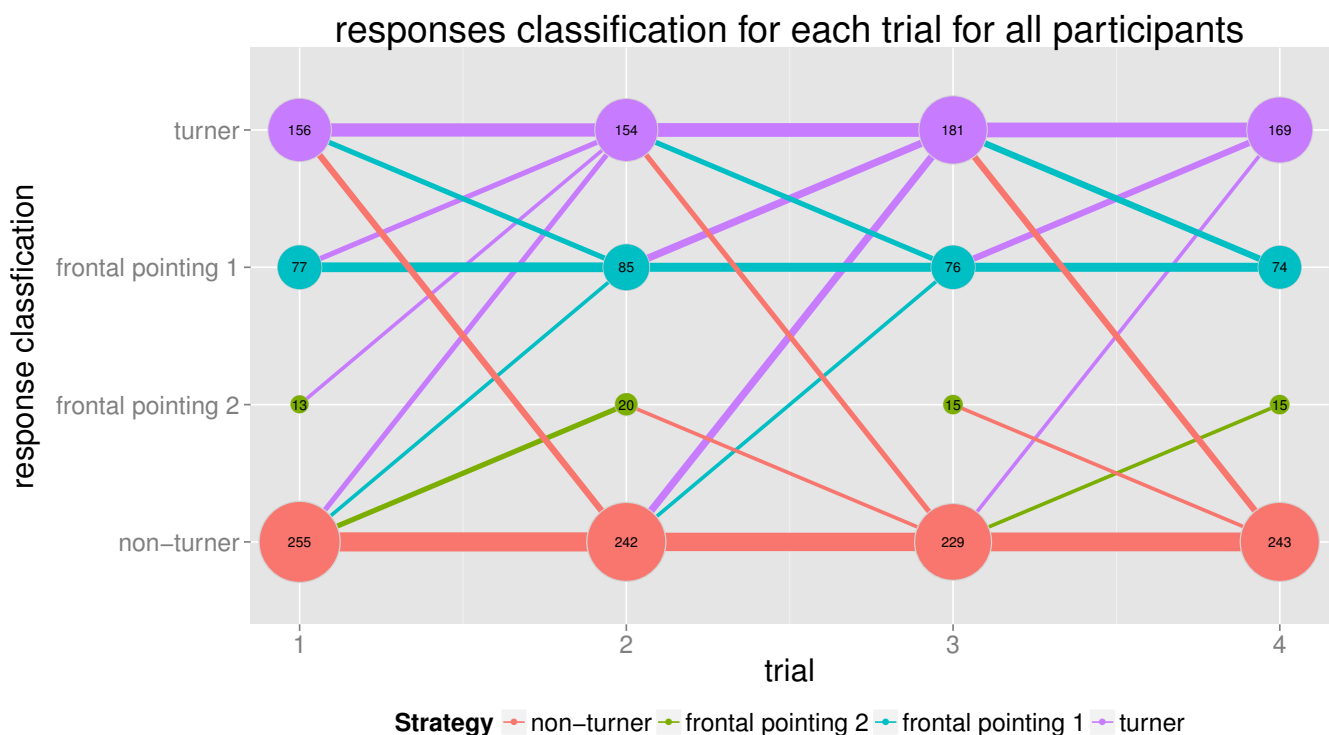 responses classification for each trial for all participants
response classfication
turner
156 154 181 169
frontal pointing 1
77 85 76 74
frontal pointing 2
13 20 15 15
non−turner
255 242 229 243
1 2 3 4
trial
Strategy non−turner frontal pointing 2 frontal pointing 1 turner